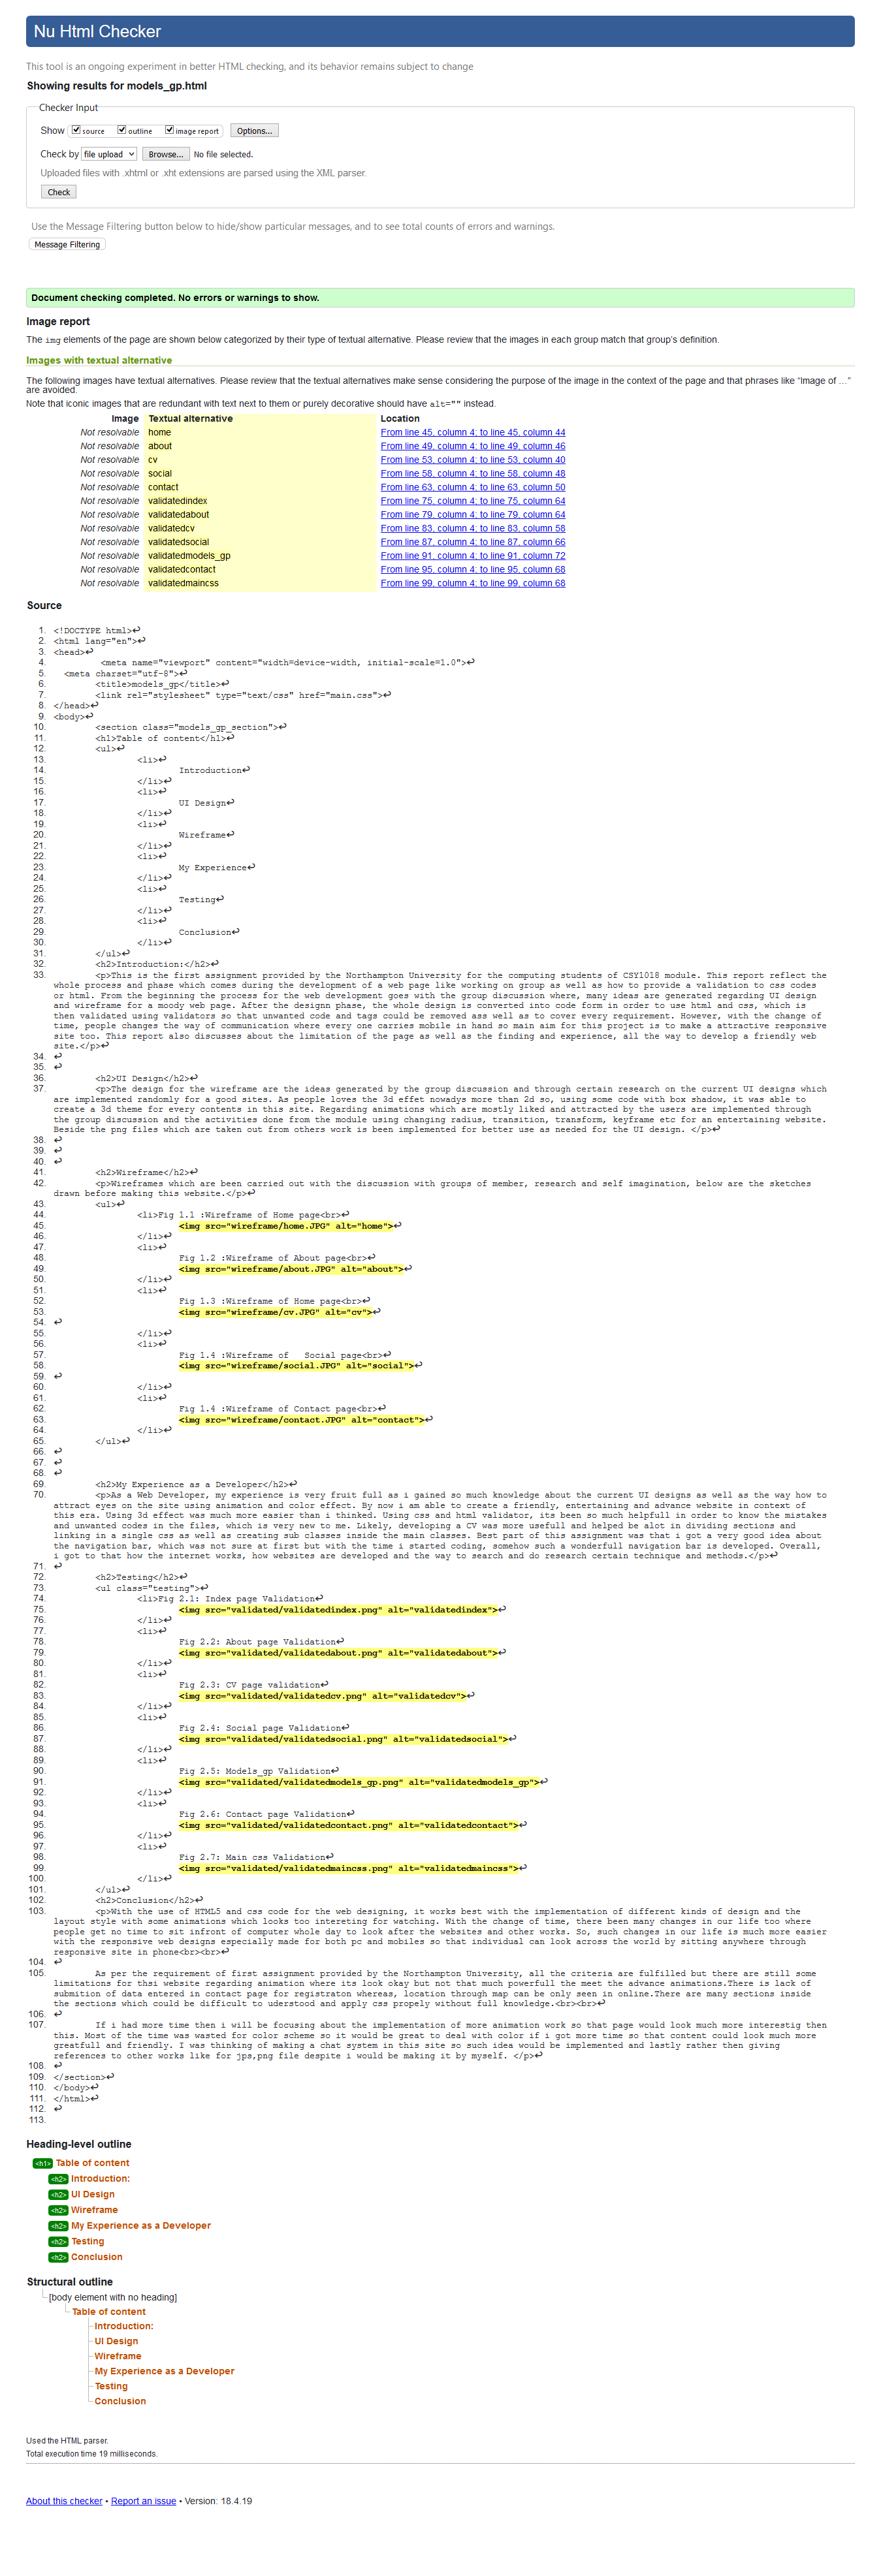 Nu Html Checker
This tool is an ongoing experiment in better HTML checking, and its behavior remains subject to change
Showing results for models_gp.html
Checker Input
Show source outline image report Options...
Check by file upload Browse... No file selected.
Uploaded files with .xhtml or .xht extensions are parsed using the XML parser.
Check
Use the Message Filtering button below to hide/show particular messages, and to see total counts of errors and warnings.
Message Filtering
Document checking completed. No errors or warnings to show.
Image report
The img elements of the page are shown below categorized by their type of textual alternative. Please review that the images in each group match that group's definition.
Images with textual alternative
The following images have textual alternatives. Please review that the textual alternatives make sense considering the purpose of the image in the context of the page and that phrases like “Image of …”
are avoided.
Note that iconic images that are redundant with text next to them or purely decorative should have alt="" instead.
Image Textual alternative Location
Not resolvable home From line 45, column 4; to line 45, column 44
Not resolvable about From line 49, column 4; to line 49, column 46
Not resolvable cv From line 53, column 4; to line 53, column 40
Not resolvable social From line 58, column 4; to line 58, column 48
Not resolvable contact From line 63, column 4; to line 63, column 50
Not resolvable validatedindex From line 75, column 4; to line 75, column 64
Not resolvable validatedabout From line 79, column 4; to line 79, column 64
Not resolvable validatedcv From line 83, column 4; to line 83, column 58
Not resolvable validatedsocial From line 87, column 4; to line 87, column 66
Not resolvable validatedmodels_gp From line 91, column 4; to line 91, column 72
Not resolvable validatedcontact From line 95, column 4; to line 95, column 68
Not resolvable validatedmaincss From line 99, column 4; to line 99, column 68
Source
1. <!DOCTYPE html>↩
2. <html lang="en">↩
3. <head>↩
4. <meta name="viewport" content="width=device-width, initial-scale=1.0">↩
5. <meta charset="utf-8">↩
6. <title>models_gp</title>↩
7. <link rel="stylesheet" type="text/css" href="main.css">↩
8. </head>↩
9. <body>↩
10. <section class="models_gp_section">↩
11. <h1>Table of content</h1>↩
12. <ul>↩
13. <li>↩
14. Introduction↩
15. </li>↩
16. <li>↩
17. UI Design↩
18. </li>↩
19. <li>↩
20. Wireframe↩
21. </li>↩
22. <li>↩
23. My Experience↩
24. </li>↩
25. <li>↩
26. Testing↩
27. </li>↩
28. <li>↩
29. Conclusion↩
30. </li>↩
31. </ul>↩
32. <h2>Introduction:</h2>↩
33. <p>This is the first assignment provided by the Northampton University for the computing students of CSY1018 module. This report reflect the
whole process and phase which comes during the development of a web page like working on group as well as how to provide a validation to css codes
or html. From the beginning the process for the web development goes with the group discussion where, many ideas are generated regarding UI design
and wireframe for a moody web page. After the designn phase, the whole design is converted into code form in order to use html and css, which is
then validated using validators so that unwanted code and tags could be removed ass well as to cover every requirement. However, with the change of
time, people changes the way of communication where every one carries mobile in hand so main aim for this project is to make a attractive responsive
site too. This report also discusses about the limitation of the page as well as the finding and experience, all the way to develop a friendly web
site.</p>↩
34. ↩
35. ↩
36. <h2>UI Design</h2>↩
37. <p>The design for the wireframe are the ideas generated by the group discussion and through certain research on the current UI designs which
are implemented randomly for a good sites. As people loves the 3d effet nowadys more than 2d so, using some code with box shadow, it was able to
create a 3d theme for every contents in this site. Regarding animations which are mostly liked and attracted by the users are implemented through
the group discussion and the activities done from the module using changing radius, transition, transform, keyframe etc for an entertaining website.
Beside the png files which are taken out from others work is been implemented for better use as needed for the UI design. </p>↩
38. ↩
39. ↩
40. ↩
41. <h2>Wireframe</h2>↩
42. <p>Wireframes which are been carried out with the discussion with groups of member, research and self imagination, below are the sketches
drawn before making this website.</p>↩
43. <ul>↩
44. <li>Fig 1.1 :Wireframe of Home page<br>↩
45. <img src="wireframe/home.JPG" alt="home">↩
46. </li>↩
47. <li>↩
48. Fig 1.2 :Wireframe of About page<br>↩
49. <img src="wireframe/about.JPG" alt="about">↩
50. </li>↩
51. <li>↩
52. Fig 1.3 :Wireframe of Home page<br>↩
53. <img src="wireframe/cv.JPG" alt="cv">↩
54. ↩
55. </li>↩
56. <li>↩
57. Fig 1.4 :Wireframe of   Social page<br>↩
58. <img src="wireframe/social.JPG" alt="social">↩
59. ↩
60. </li>↩
61. <li>↩
62. Fig 1.4 :Wireframe of Contact page<br>↩
63. <img src="wireframe/contact.JPG" alt="contact">↩
64. </li>↩
65. </ul>↩
66. ↩
67. ↩
68. ↩
69. <h2>My Experience as a Developer</h2>↩
70. <p>As a Web Developer, my experience is very fruit full as i gained so much knowledge about the current UI designs as well as the way how to
attract eyes on the site using animation and color effect. By now i am able to create a friendly, entertaining and advance website in context of
this era. Using 3d effect was much more easier than i thinked. Using css and html validator, its been so much helpfull in order to know the mistakes
and unwanted codes in the files, which is very new to me. Likely, developing a CV was more usefull and helped be alot in dividing sections and
linking in a single css as well as creating sub classes inside the main classes. Best part of this assignment was that i got a very good idea about
the navigation bar, which was not sure at first but with the time i started coding, somehow such a wonderfull navigation bar is developed. Overall,
i got to that how the internet works, how websites are developed and the way to search and do research certain technique and methods.</p>↩
71. ↩
72. <h2>Testing</h2>↩
73. <ul class="testing">↩
74. <li>Fig 2.1: Index page Validation↩
75. <img src="validated/validatedindex.png" alt="validatedindex">↩
76. </li>↩
77. <li>↩
78. Fig 2.2: About page Validation↩
79. <img src="validated/validatedabout.png" alt="validatedabout">↩
80. </li>↩
81. <li>↩
82. Fig 2.3: CV page validation↩
83. <img src="validated/validatedcv.png" alt="validatedcv">↩
84. </li>↩
85. <li>↩
86. Fig 2.4: Social page Validation↩
87. <img src="validated/validatedsocial.png" alt="validatedsocial">↩
88. </li>↩
89. <li>↩
90. Fig 2.5: Models_gp Validation↩
91. <img src="validated/validatedmodels_gp.png" alt="validatedmodels_gp">↩
92. </li>↩
93. <li>↩
94. Fig 2.6: Contact page Validation↩
95. <img src="validated/validatedcontact.png" alt="validatedcontact">↩
96. </li>↩
97. <li>↩
98. Fig 2.7: Main css Validation↩
99. <img src="validated/validatedmaincss.png" alt="validatedmaincss">↩
100. </li>↩
101. </ul>↩
102. <h2>Conclusion</h2>↩
103. <p>With the use of HTML5 and css code for the web designing, it works best with the implementation of different kinds of design and the
layout style with some animations which looks too intereting for watching. With the change of time, there been many changes in our life too where
people get no time to sit infront of computer whole day to look after the websites and other works. So, such changes in our life is much more easier
with the responsive web designs especially made for both pc and mobiles so that individual can look across the world by sitting anywhere through
responsive site in phone<br><br>↩
104. ↩
105. As per the requirement of first assignment provided by the Northampton University, all the criteria are fulfilled but there are still some
limitations for thsi website regarding animation where its look okay but not that much powerfull the meet the advance animations.There is lack of
submition of data entered in contact page for registraton whereas, location through map can be only seen in online.There are many sections inside
the sections which could be difficult to uderstood and apply css propely without full knowledge.<br><br>↩
106. ↩
107. If i had more time then i will be focusing about the implementation of more animation work so that page would look much more interestig then
this. Most of the time was wasted for color scheme so it would be great to deal with color if i got more time so that content could look much more
greatfull and friendly. I was thinking of making a chat system in this site so such idea would be implemented and lastly rather then giving
references to other works like for jps,png file despite i would be making it by myself. </p>↩
108. ↩
109. </section>↩
110. </body>↩
111. </html>↩
112. ↩
113.
Heading-level outline
<h1> Table of content
<h2> Introduction:
<h2> UI Design
<h2> Wireframe
<h2> My Experience as a Developer
<h2> Testing
<h2> Conclusion
Structural outline
[body element with no heading]
Table of content
Introduction:
UI Design
Wireframe
My Experience as a Developer
Testing
Conclusion
Used the HTML parser.
Total execution time 19 milliseconds.
About this checker • Report an issue • Version: 18.4.19